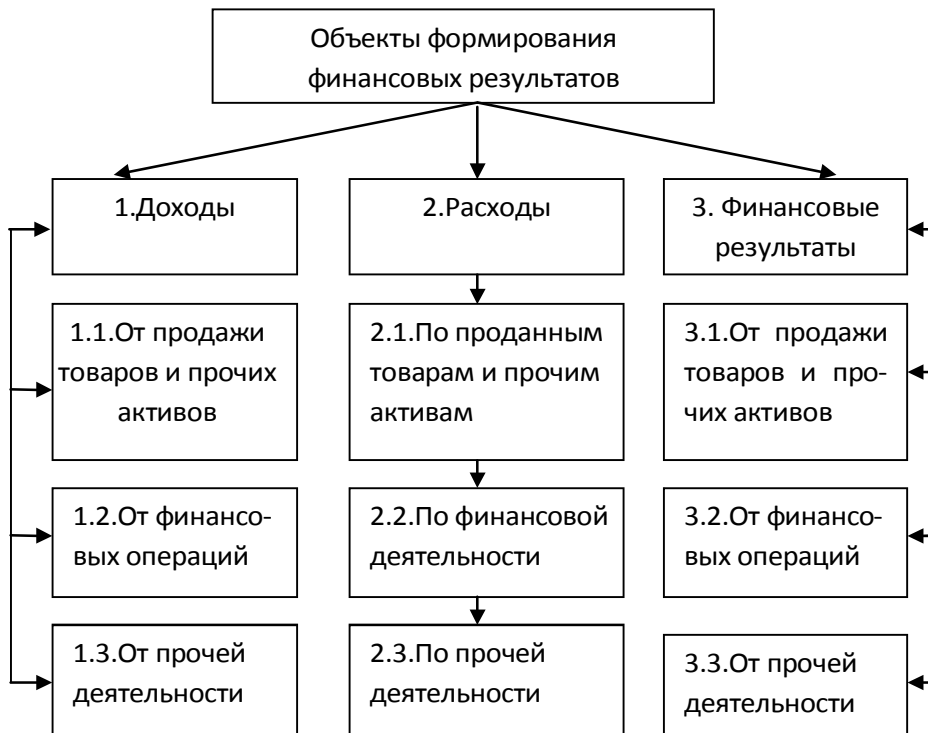 Объекты формирования
финансовых результатов
1.Доходы
2.Расходы
3. Финансовые
результаты
1.1.От продажи
товаров и прочих
активов
2.1.По проданным
товарам и прочим
активам
3.1.От продажи
товаров и про-
чих активов
1.2.От финансо-
вых операций
2.2.По финансовой
деятельности
3.2.От финансо-
вых операций
1.3.От прочей
деятельности
2.3.По прочей
деятельности
3.3.От прочей
деятельности